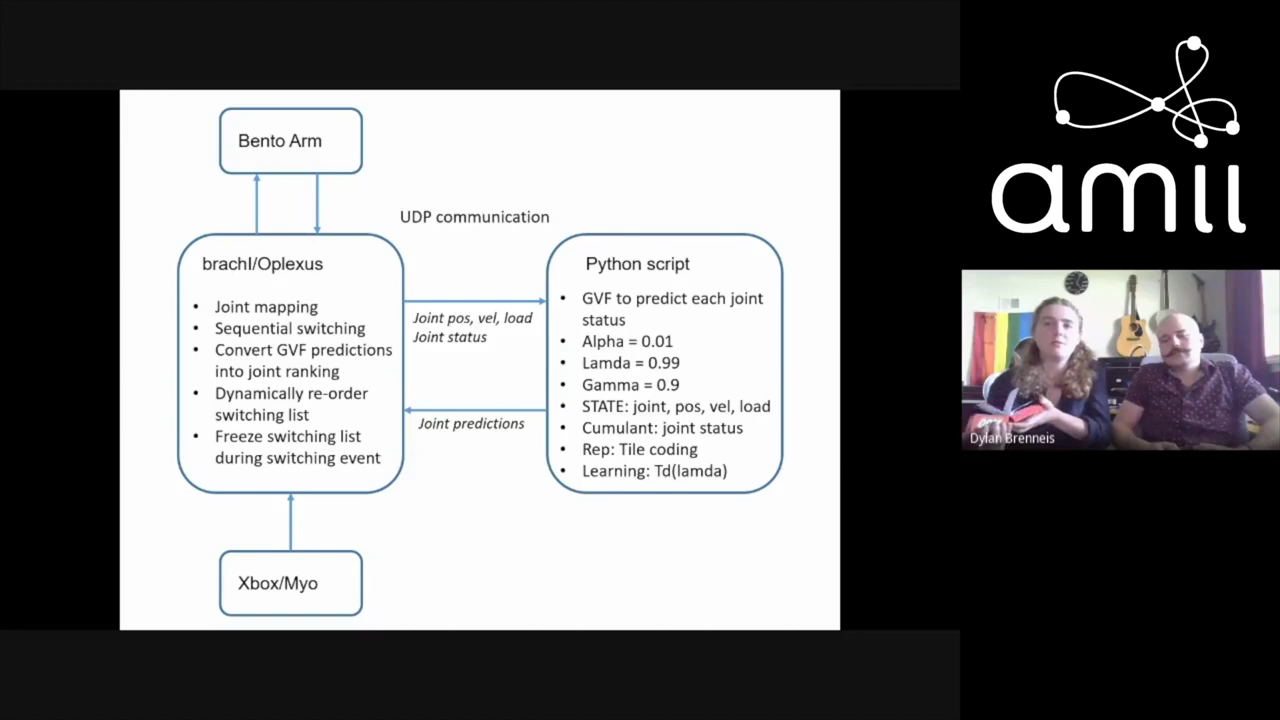 Bento Arm
UDP communication
brachI/Oplexus
• Joint mapping
• Sequential switching
• Convert GVF predictions
into joint ranking
• Dynamically re-order
switching list
• Freeze switching list
during switching event
Joint pos, vel, load
Joint status
Joint predictions
Python script
• GVF to predict each joint
status
• Alpha = 0.01
• Lamda = 0.99
• Gamma = 0.9
• STATE: joint, pos, vel, load
• Cumulant: joint status
• Rep: Tile coding
• Learning: Td(lamda)
Xbox/Myo
amii
Dylan Brenneis